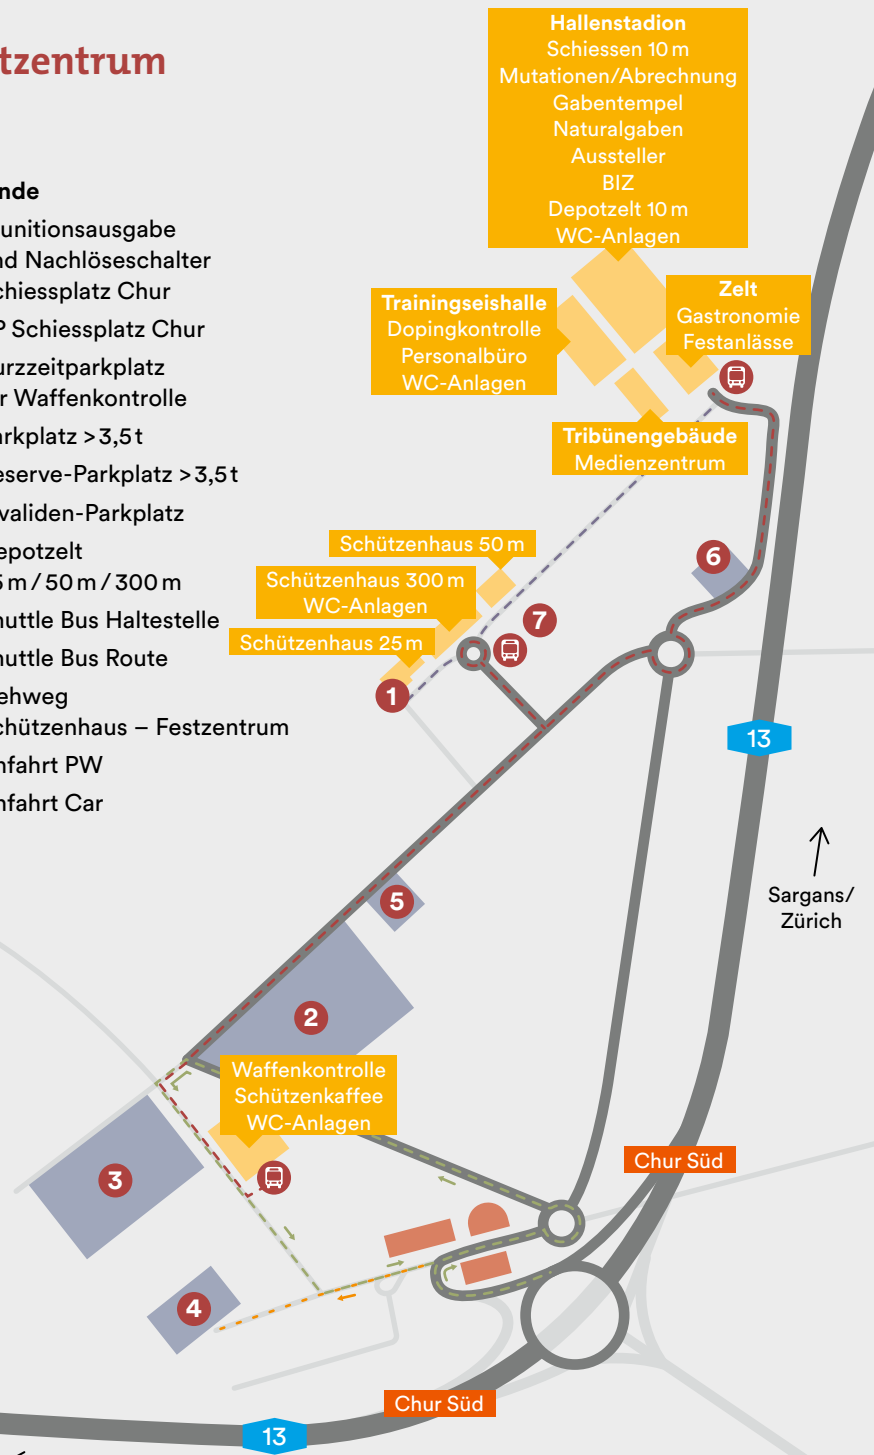 tzentrum
nde
unitionsausgabe
nd Nachlöseschalter
chiessplatz Chur
P Schiessplatz Chur
urzzeitparkplatz
r Waffenkontrolle
arkplatz >3,5 t
eserve-Parkplatz >3,5 t
validen-Parkplatz
epotzelt
5 m / 50 m / 300 m
huttle Bus Haltestelle
huttle Bus Route
ehweg
chützenhaus – Festzentrum
nfahrt PW
nfahrt Car
Hallenstadion
Schiessen 10 m
Mutationen/Abrechnung
Gabentempel
Naturalgaben
Aussteller
BIZ
Depotzelt 10 m
WC-Anlagen
Trainingseishalle
Dopingkontrolle
Personalbüro
WC-Anlagen
Zelt
Gastronomie
Festanlässe
Tribünengebäude
Medienzentrum
Schützenhaus 50 m
Schützenhaus 300 m
WC-Anlagen
Schützenhaus 25 m
6
7
1
13
Sargans/
Zürich
5
2
Waffenkontrolle
Schützenkaffee
WC-Anlagen
3
Chur Süd
4
Chur Süd
13